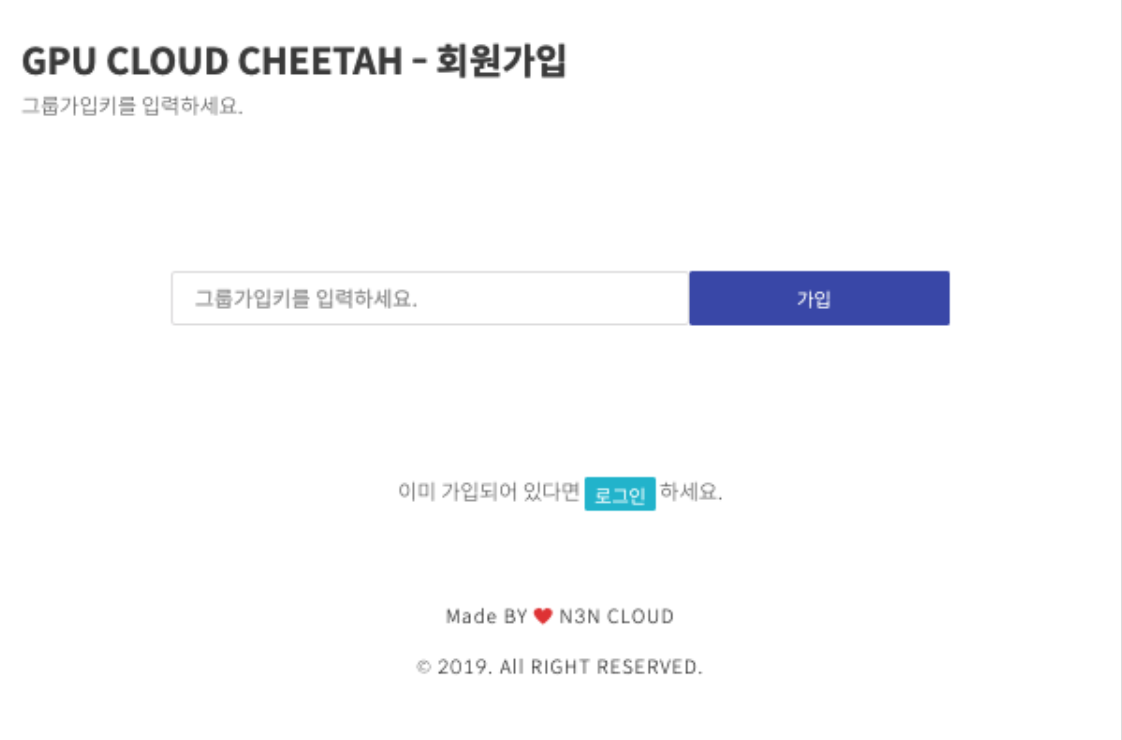 GPU CLOUD CHEETAH - 회원가입
그룹가입키를 입력하세요.
그룹가입키를 입력하세요. 가입
이미 가입되어 있다면 로그인 하세요.
Made BY ❤ N3N CLOUD
© 2019. All RIGHT RESERVED.